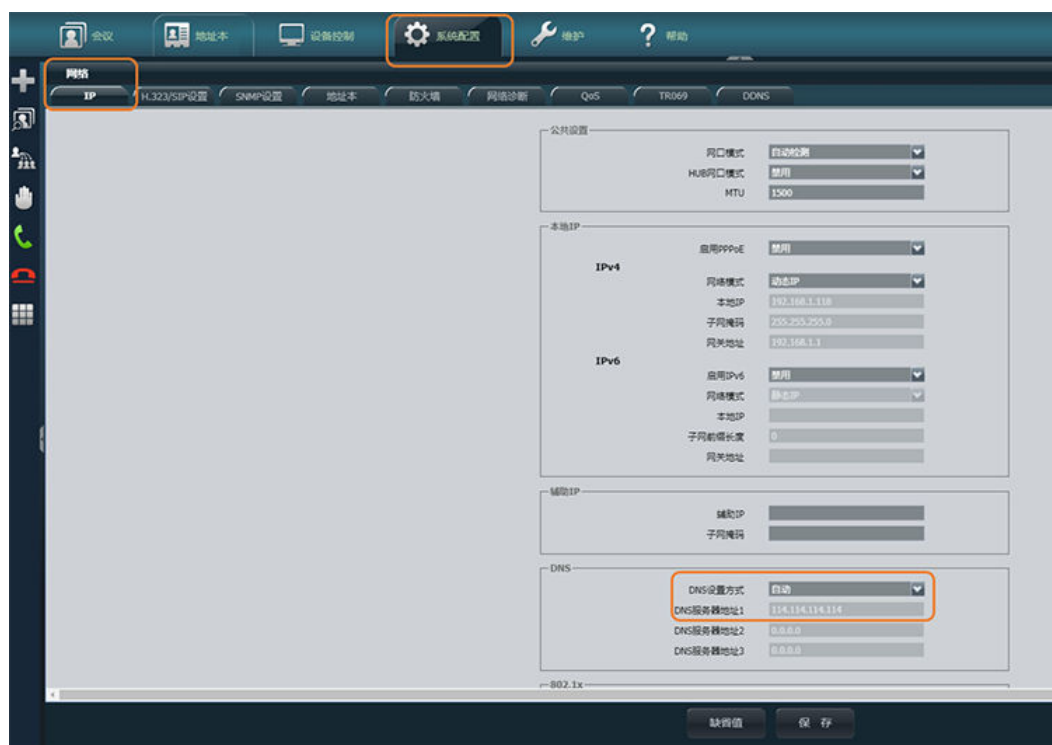 会议 地址本 设备控制 系统配置 维护 帮助
网络
IP H.323/SIP设置 SNMP设置 地址本 防火墙 网络诊断 QoS TR069 DDNS
公共设置
网口模式 自动检测
HUB网口模式 禁用
MTU 1500
本地IP
启用PPPoE 禁用
IPv4
网络模式 动态IP
本地IP 192.168.1.118
子网掩码 255.255.255.0
网关地址 192.168.1.1
IPv6
启用IPv6 禁用
网络模式 静态IP
本地IP
子网前缀长度 0
网关地址
辅助IP
辅助IP
子网掩码
DNS
DNS设置方式 自动
DNS服务器地址1 114.114.114.114
DNS服务器地址2 0.0.0.0
DNS服务器地址3 0.0.0.0
802.1x
缺省值 保 存